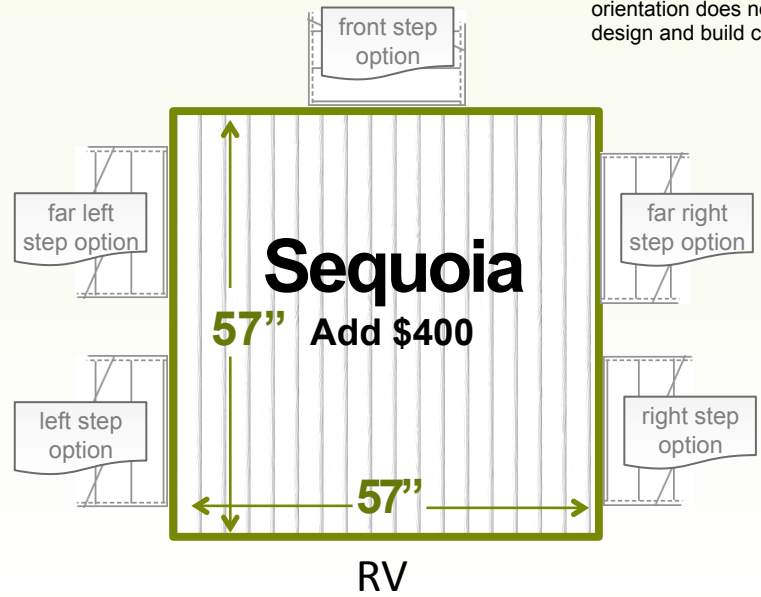 orientation does n
design and build c
front step
option
far left
step option
far right
step option
Sequoia
57” Add $400
left step
option
right step
option
57”
RV